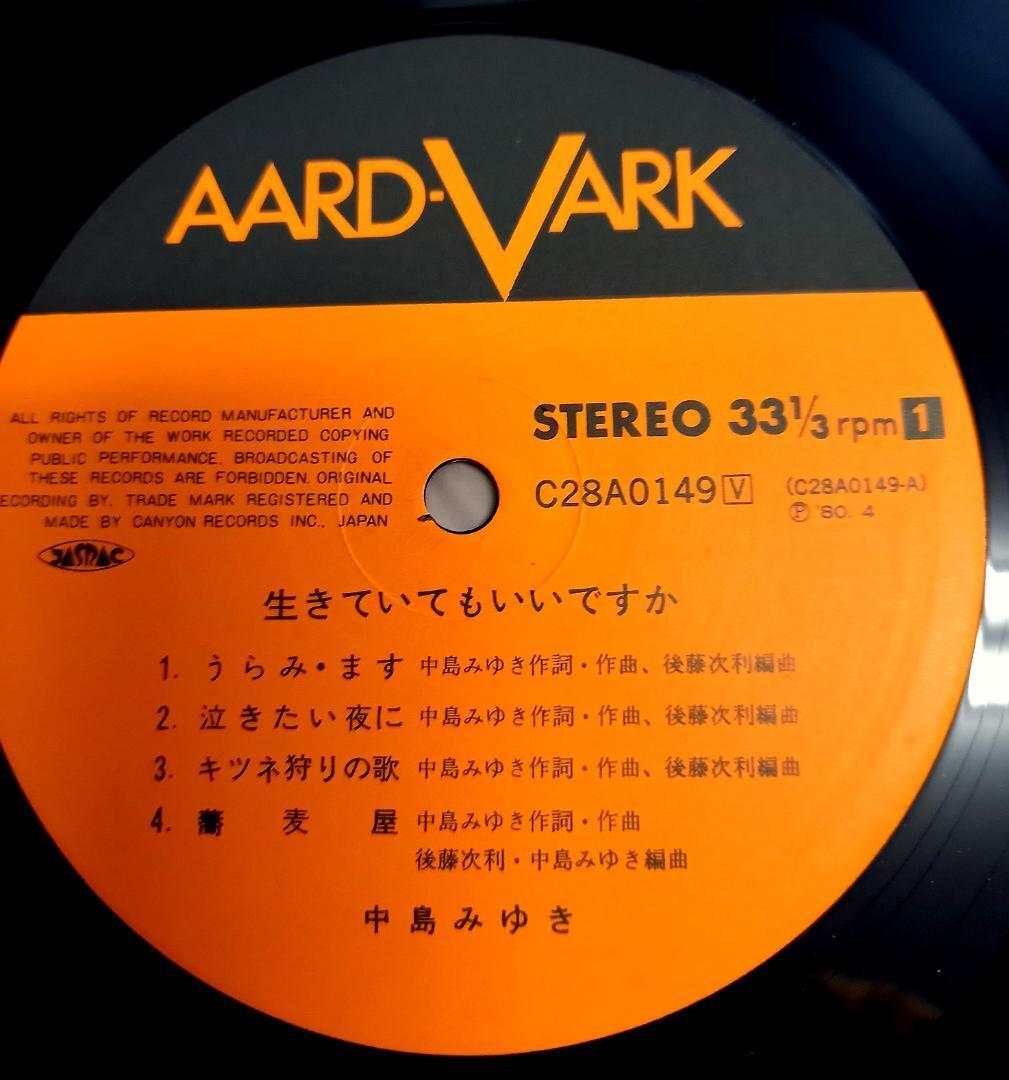 AARD-VARK
ALL RIGHTS OF RECORD MANUFACTURER AND
OWNER OF THE WORK RECORDED COPYING
PUBLIC PERFORMANCE, BROADCASTING OF
THESE RECORDS ARE FORBIDDEN. ORIGINAL
ECORDING BY. TRADE MARK REGISTERED AND
MADE BY CANYON RECORDS INC., JAPAN
JASRAC
STEREO 33⅓ rpm 1
C28A0149 V (C28A0149-A)
Ⓟ '80. 4
生きていてもいいですか
1. うらみ・ます 中島みゆき作詞・作曲、後藤次利編曲
2. 泣きたい夜に 中島みゆき作詞・作曲、後藤次利編曲
3. キツネ狩りの歌 中島みゆき作詞・作曲、後藤次利編曲
4. 蕎麦屋 中島みゆき作詞・作曲
後藤次利・中島みゆき編曲
中島みゆき